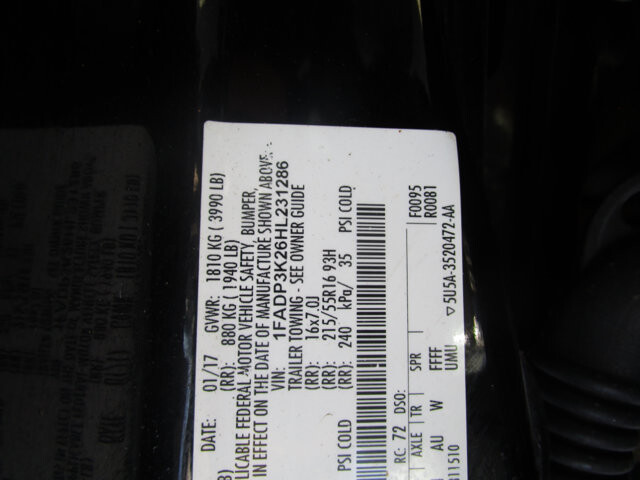 DATE: 01/17 GVWR: 1810 KG ( 3990 LB)
(RR): 880 KG ( 1940 LB)
LICABLE FEDERAL MOTOR VEHICLE SAFETY, BUMPER,
IN EFFECT ON THE DATE OF MANUFACTURE SHOWN ABOVE.
VIN: 1FADP3K26HL231286
TRAILER TOWING - SEE OWNER GUIDE
(RR): 16x7.0J
(RR): 215/55R16 93H
PSI COLD (RR): 240 kPa/ 35 PSI COLD
RC: 72 DSO: F0095
AXLE TR SPR R0081
AU W FFFF
UMU ▽5U5A-3520472-AA
311510